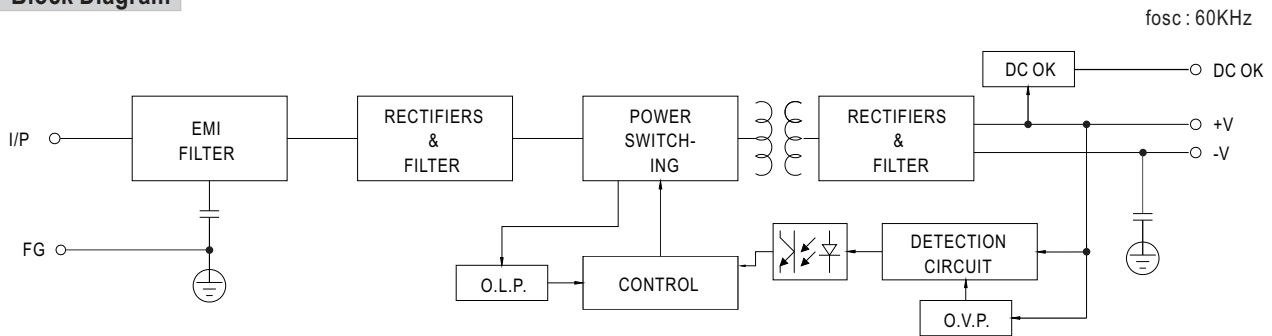 Block Diagram
fosc : 60KHz
I/P
EMI
FILTER
RECTIFIERS
&
FILTER
POWER
SWITCH-
ING
RECTIFIERS
&
FILTER
DC OK
DC OK
+V
-V
FG
O.L.P.
CONTROL
DETECTION
CIRCUIT
O.V.P.